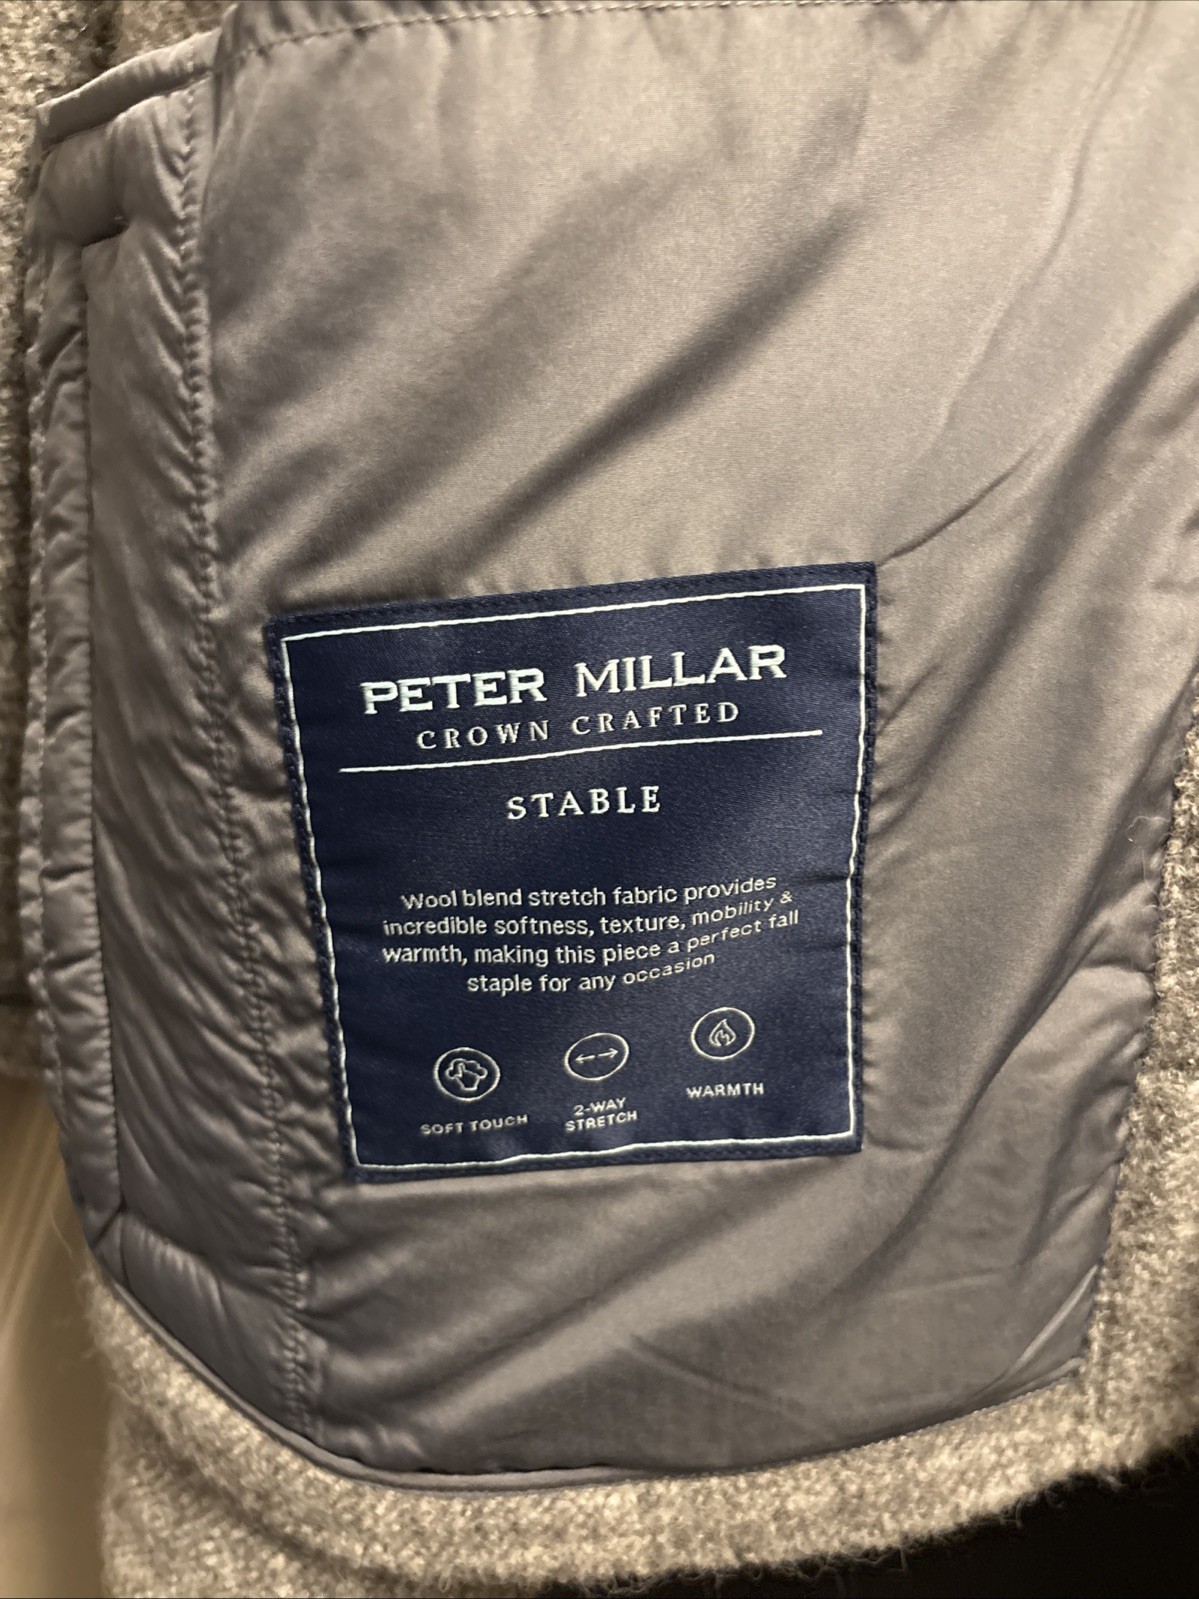 PETER MILLAR
CROWN CRAFTED
STABLE
Wool blend stretch fabric provides
incredible softness, texture, mobility &
warmth, making this piece a perfect fall
staple for any occasion
SOFT TOUCH
2-WAY
STRETCH
WARMTH